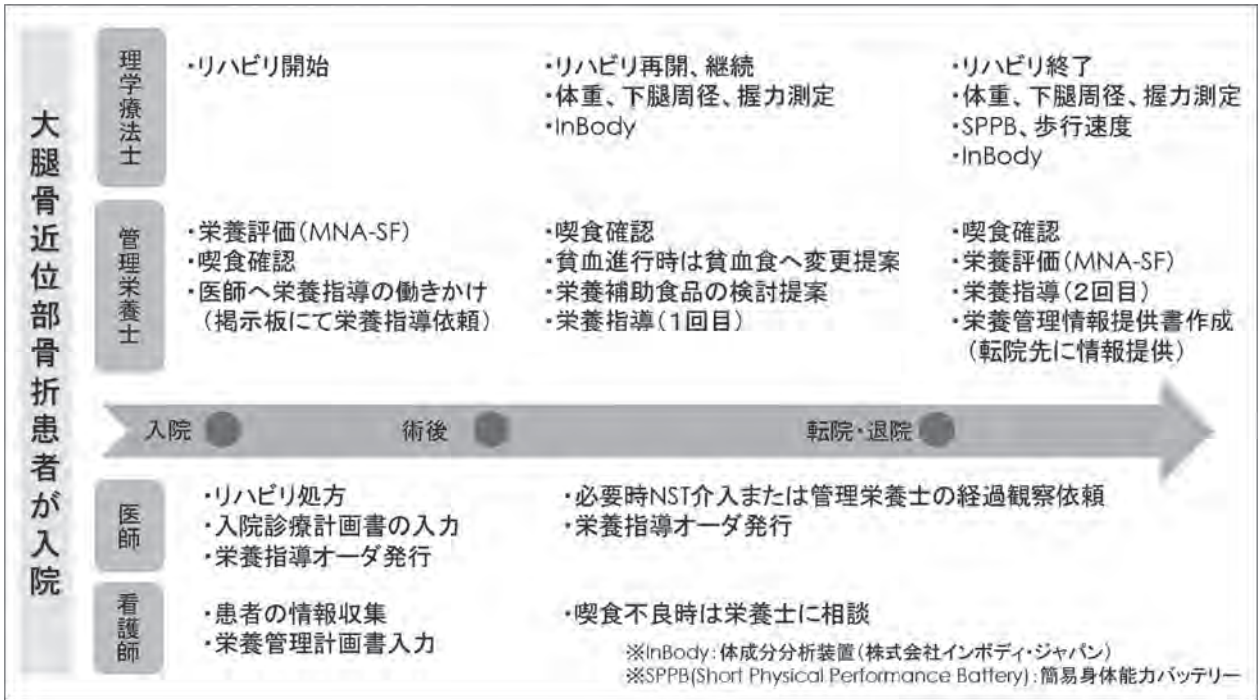 大腿骨近位部骨折患者が入院
理学療法士
・リハビリ開始
・リハビリ再開、継続
・体重、下腿周径、握力測定
・InBody
・リハビリ終了
・体重、下腿周径、握力測定
・SPPB、歩行速度
・InBody
管理栄養士
・栄養評価(MNA-SF)
・喫食確認
・医師へ栄養指導の働きかけ
(掲示板にて栄養指導依頼)
・喫食確認
・貧血進行時は貧血食へ変更提案
・栄養補助食品の検討提案
・栄養指導(1回目)
・喫食確認
・栄養評価(MNA-SF)
・栄養指導(2回目)
・栄養管理情報提供書作成
(転院先に情報提供)
入院
術後
転院・退院
医師
・リハビリ処方
・入院診療計画書の入力
・栄養指導オーダ発行
・必要時NST介入または管理栄養士の経過観察依頼
・栄養指導オーダ発行
看護師
・患者の情報収集
・栄養管理計画書入力
・喫食不良時は栄養士に相談
※InBody:体成分分析装置(株式会社インボディ・ジャパン)
※SPPB(Short Physical Performance Battery):簡易身体能力バッテリー